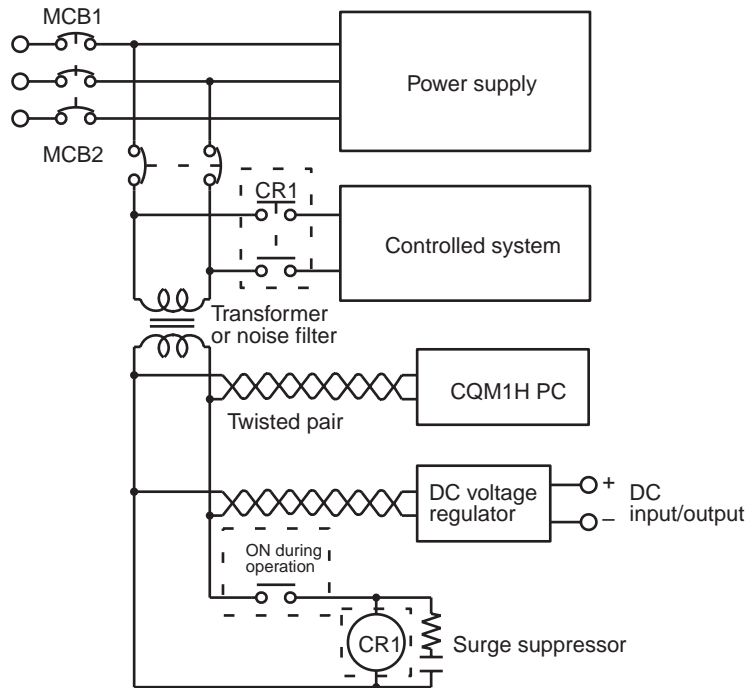 MCB1
Power supply
MCB2
CR1
Controlled system
Transformer
or noise filter
CQM1H PC
Twisted pair
DC voltage
regulator
+
–
DC
input/output
ON during
operation
CR1
Surge suppressor